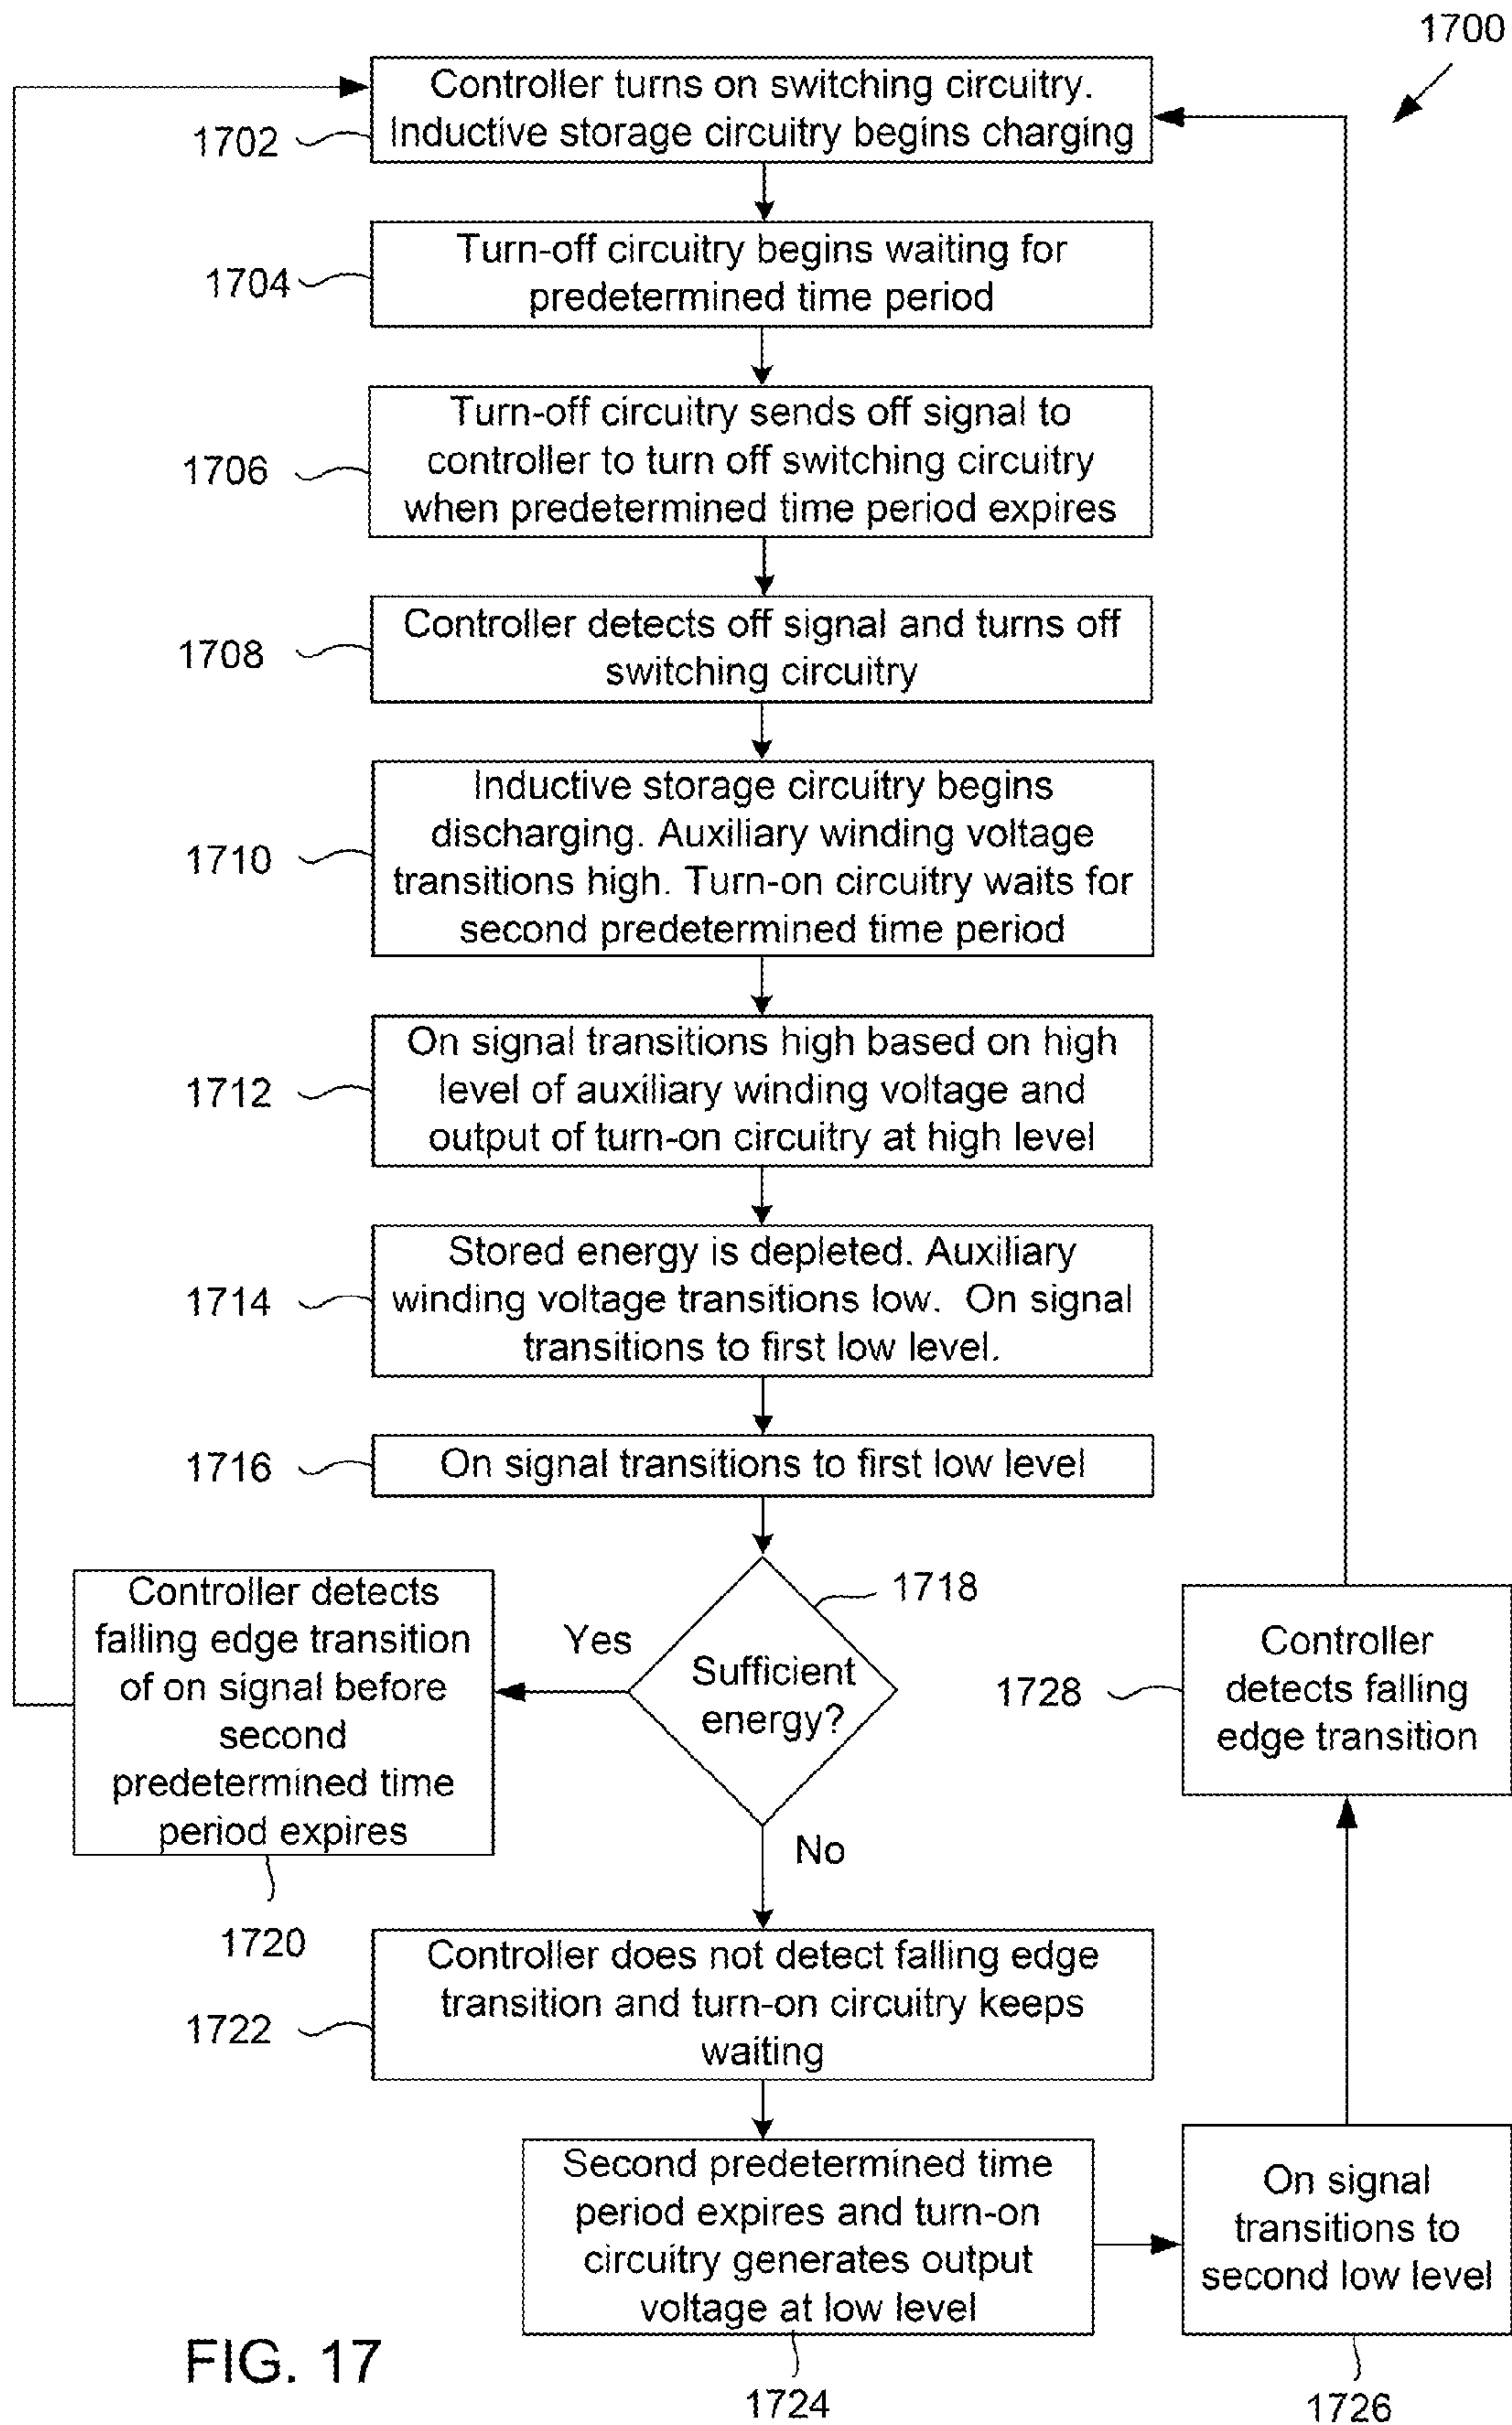 1700
Controller turns on switching circuitry.
Inductive storage circuitry begins charging
1702
Turn-off circuitry begins waiting for
predetermined time period
1704
Turn-off circuitry sends off signal to
controller to turn off switching circuitry
when predetermined time period expires
1706
Controller detects off signal and turns off
switching circuitry
1708
Inductive storage circuitry begins
discharging. Auxiliary winding voltage
transitions high. Turn-on circuitry waits for
second predetermined time period
1710
On signal transitions high based on high
level of auxiliary winding voltage and
output of turn-on circuitry at high level
1712
Stored energy is depleted. Auxiliary
winding voltage transitions low. On signal
transitions to first low level.
1714
On signal transitions to first low level
1716
Sufficient
energy?
1718
Yes
No
Controller detects
falling edge transition
of on signal before
second
predetermined time
period expires
1720
Controller does not detect falling edge
transition and turn-on circuitry keeps
waiting
1722
Second predetermined time
period expires and turn-on
circuitry generates output
voltage at low level
1724
On signal
transitions to
second low level
1726
Controller
detects falling
edge transition
1728
FIG. 17